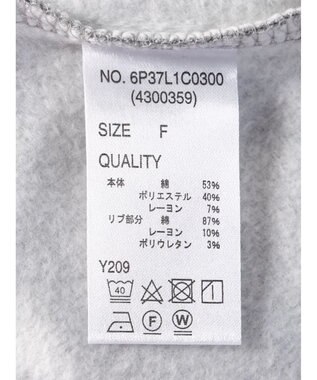 NO. 6P37L1C0300
(4300359)
SIZE F
QUALITY
本体 綿 53%
ポリエステル 40%
レーヨン 7%
リブ部分 綿 87%
レーヨン 10%
ポリウレタン 3%
Y209
40
F W